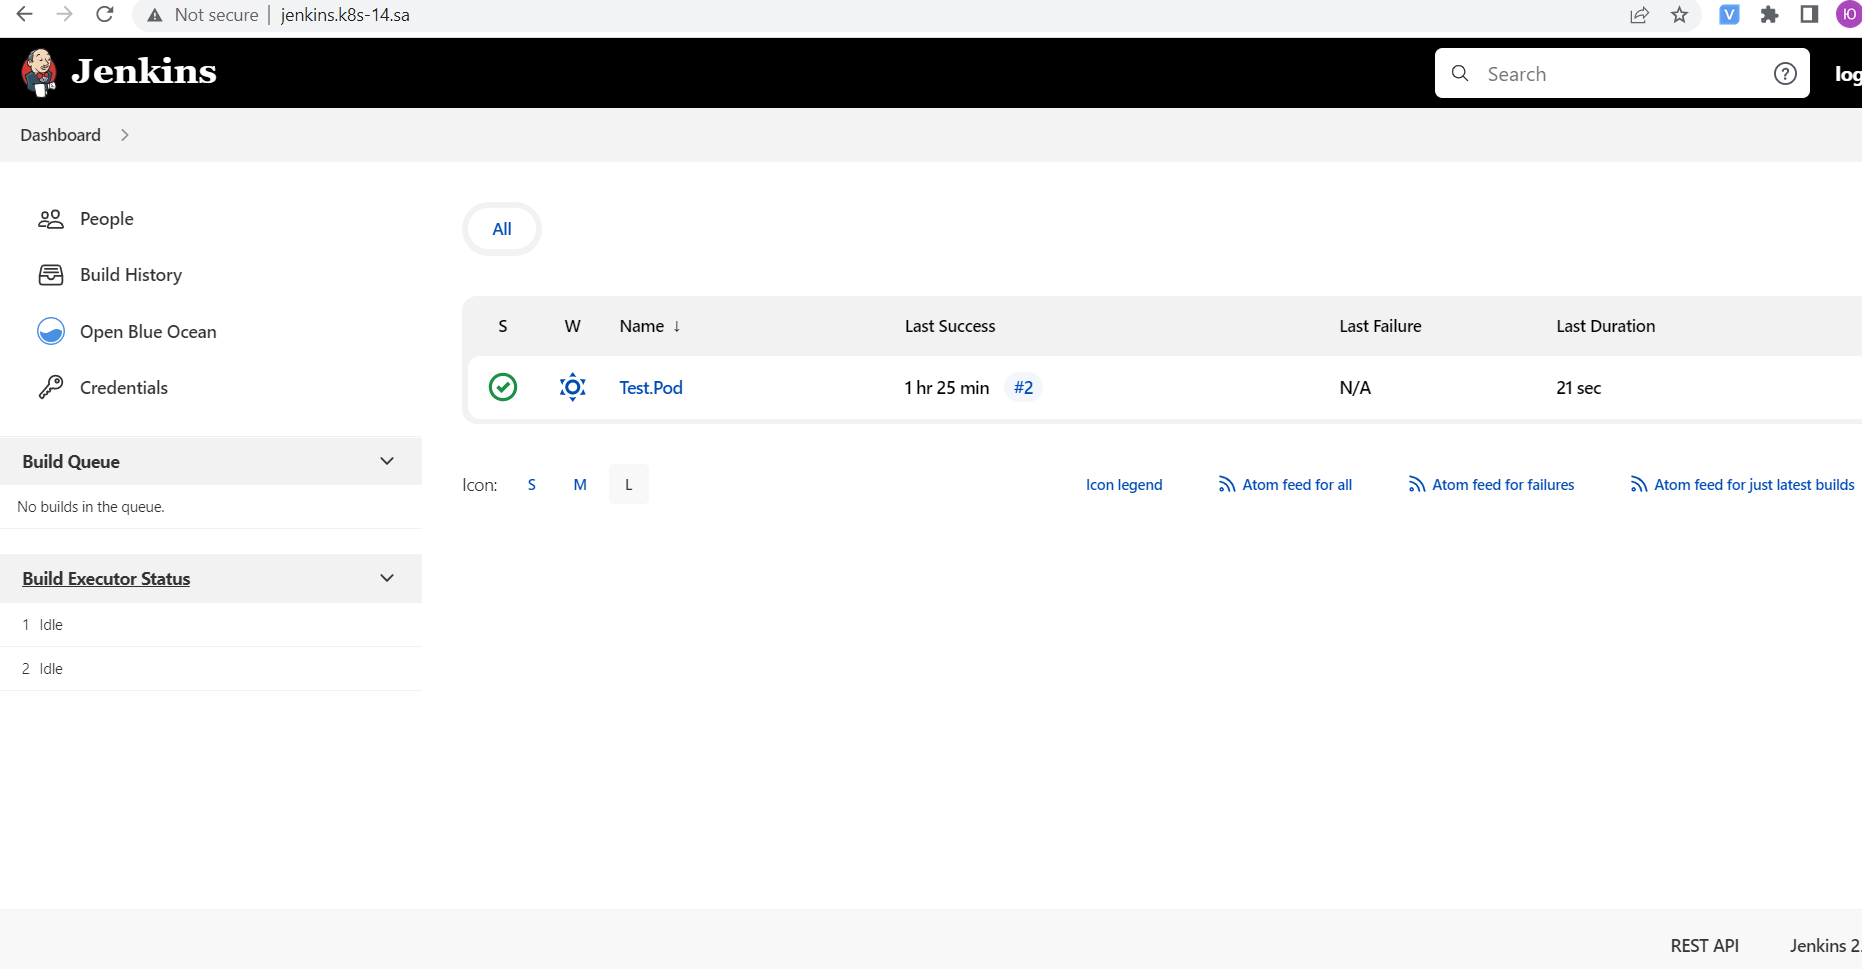 Not secure | jenkins.k8s-14.sa
V
Ю
Jenkins
Search
?
log
Dashboard
People
Build History
Open Blue Ocean
Credentials
Build Queue
No builds in the queue.
Build Executor Status
1 Idle
2 Idle
All
S W Name ↓ Last Success Last Failure Last Duration
Test.Pod 1 hr 25 min #2 N/A 21 sec
Icon: S M L
Icon legend Atom feed for all Atom feed for failures Atom feed for just latest builds
REST API Jenkins 2.